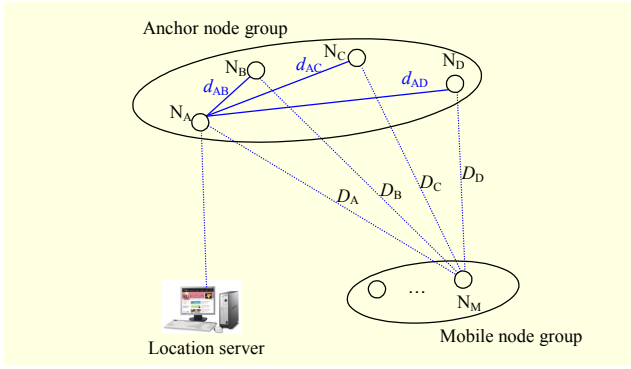 Anchor node group
N_A
N_B
N_C
N_D
d_AB
d_AC
d_AD
D_A
D_B
D_C
D_D
...
N_M
Location server
Mobile node group